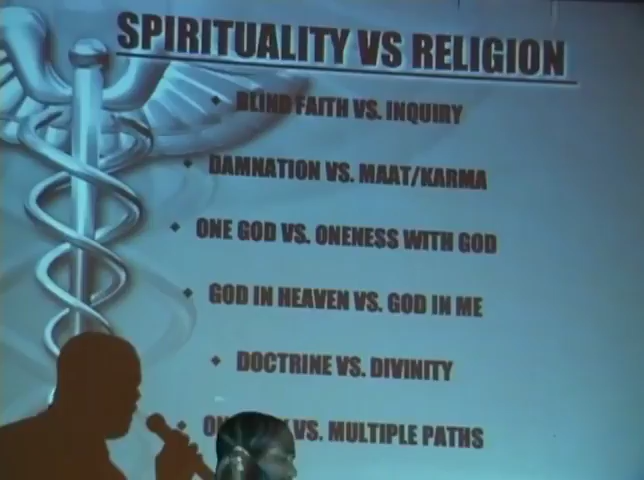 SPIRITUALITY VS RELIGION
BLIND FAITH VS. INQUIRY
DAMNATION VS. MAAT/KARMA
ONE GOD VS. ONENESS WITH GOD
GOD IN HEAVEN VS. GOD IN ME
DOCTRINE VS. DIVINITY
VS. MULTIPLE PATHS